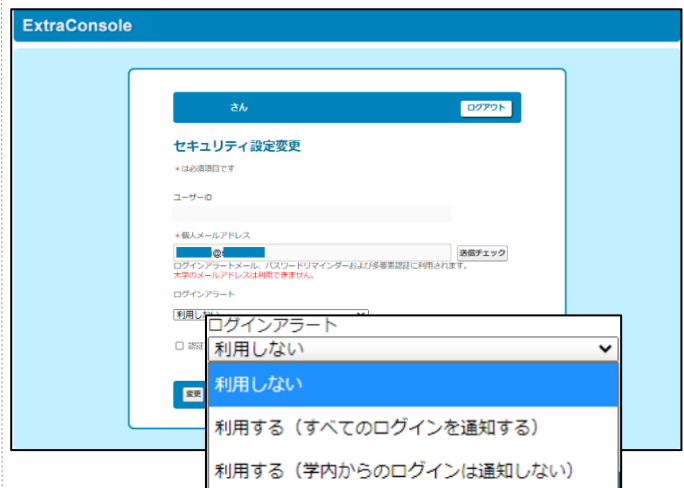 ExtraConsole
さん
ログアウト
セキュリティ設定変更
*は必須項目です
ユーザーID
*個人メールアドレス
@
送信チェック
ログインアラートメール、パスワードリマインダーおよび多要素認証に利用されます。
大学のメールアドレスは利用できません。
ログインアラート
利用しない
認証
変更
ログインアラート
利用しない
利用しない
利用する（すべてのログインを通知する）
利用する（学内からのログインは通知しない）